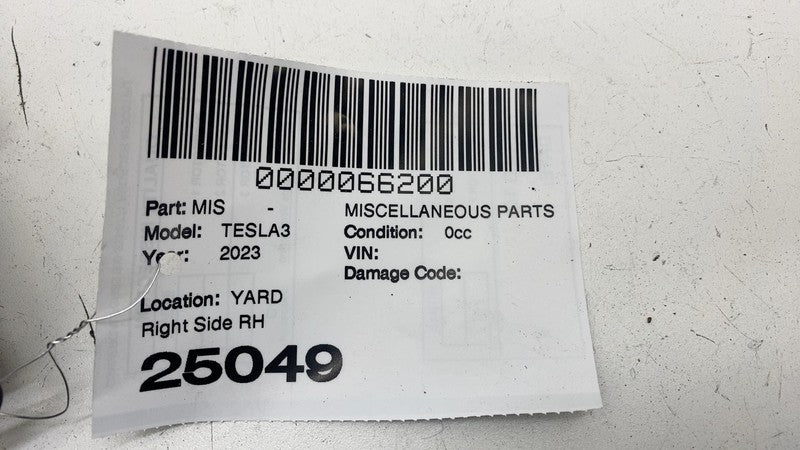 0000066200
Part: MIS - MISCELLANEOUS PARTS
Model: TESLA3 Condition: 0cc
Year: 2023 VIN:
Damage Code:
Location: YARD
Right Side RH
25049